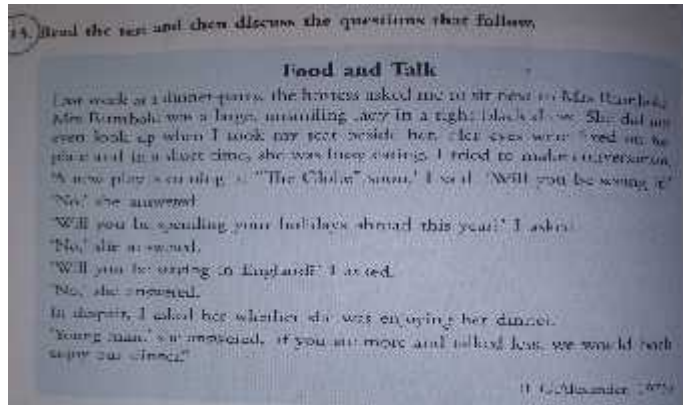 Read the text and then discuss the questions that follow.
Food and Talk
Last week at a dinner-party, the hostess asked me to sit next to Mrs Rumbold.
Mrs Rumbold was a large, unsmiling lady in a tight black dress. She did not
even look up when I took my seat beside her. Her eyes were fixed on her
plate and in a short time, she was busy eating. I tried to make conversation.
'A new play is coming to "The Globe" soon,' I said. 'Will you be seeing it?'
'No,' she answered.
'Will you be spending your holidays abroad this year?' I asked.
'No,' she answered.
'Will you be staying in England?' I asked.
'No,' she answered.
In despair, I asked her whether she was enjoying her dinner.
'Young man,' she answered, 'if you ate more and talked less, we would both
enjoy our dinner!'
Alexander